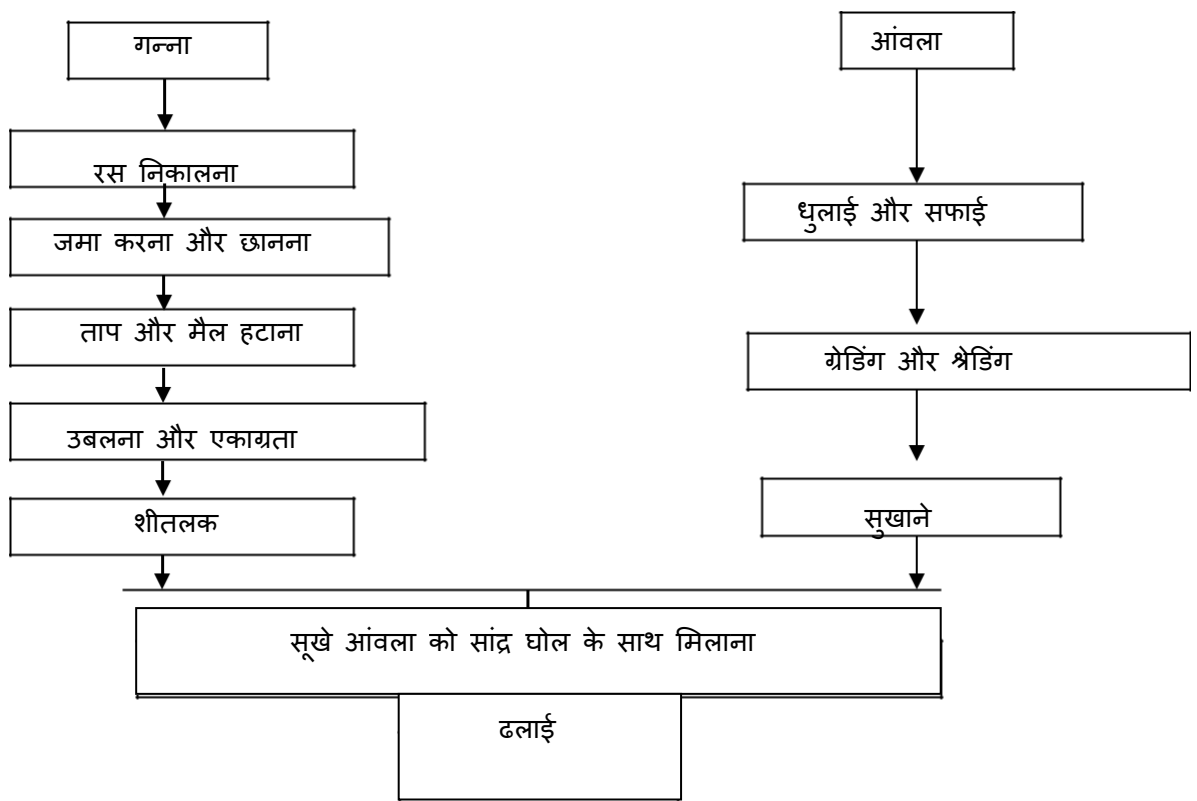 गन्ना
रस निकालना
जमा करना और छानना
ताप और मैल हटाना
उबलना और एकाग्रता
शीतलक
आंवला
धुलाई और सफाई
ग्रेडिंग और श्रेडिंग
सुखाने
सूखे आंवला को सांद्र घोल के साथ मिलाना
ढलाई